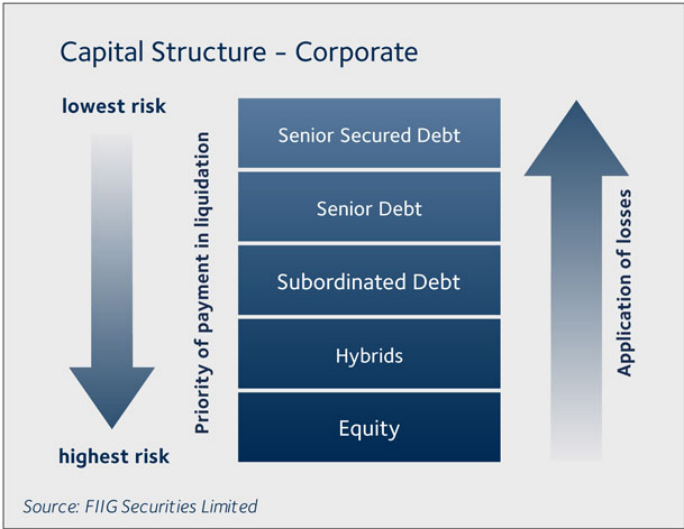 Capital Structure – Corporate
lowest risk
highest risk
Priority of payment in liquidation
Senior Secured Debt
Senior Debt
Subordinated Debt
Hybrids
Equity
Application of losses
Source: FIIG Securities Limited